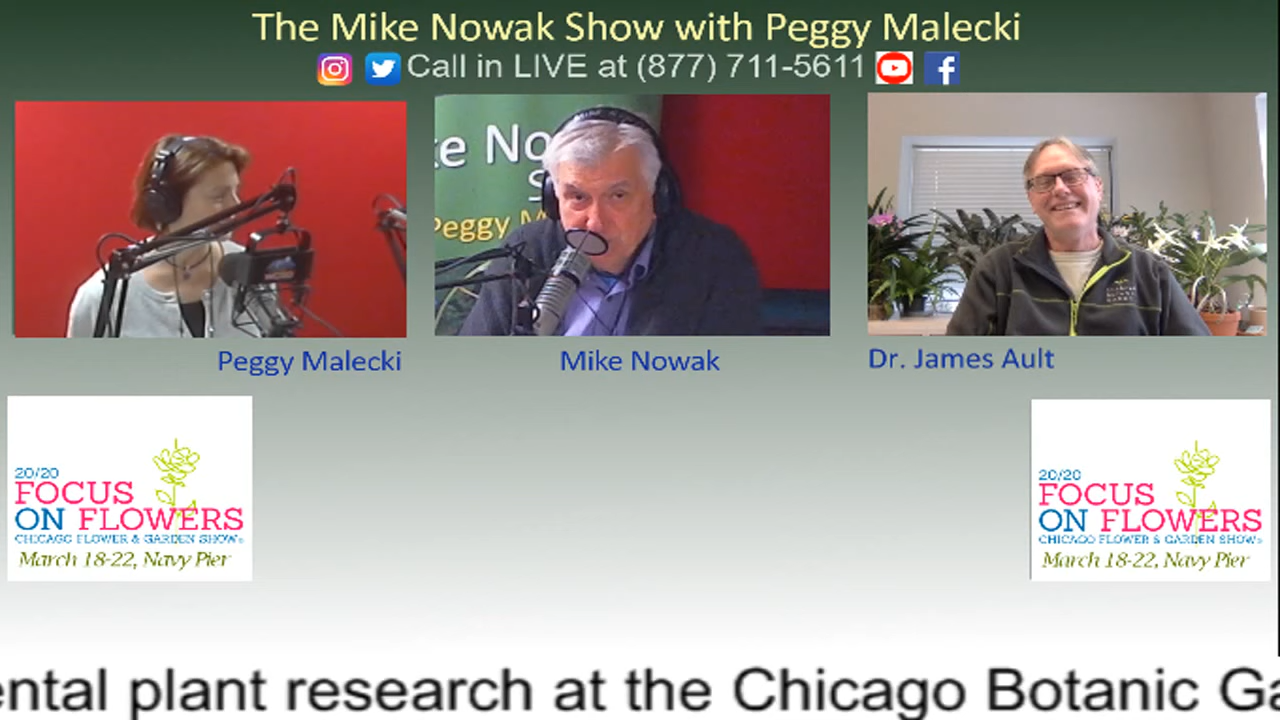 The Mike Nowak Show with Peggy Malecki
Call in LIVE at (877) 711-5611
ke No
S
Peggy M
Peggy Malecki
Mike Nowak
Dr. James Ault
20/20
FOCUS
ON FLOWERS
CHICAGO FLOWER & GARDEN SHOW
March 18-22, Navy Pier
20/20
FOCUS
ON FLOWERS
CHICAGO FLOWER & GARDEN SHOW
March 18-22, Navy Pier
ental plant research at the Chicago Botanic Ga